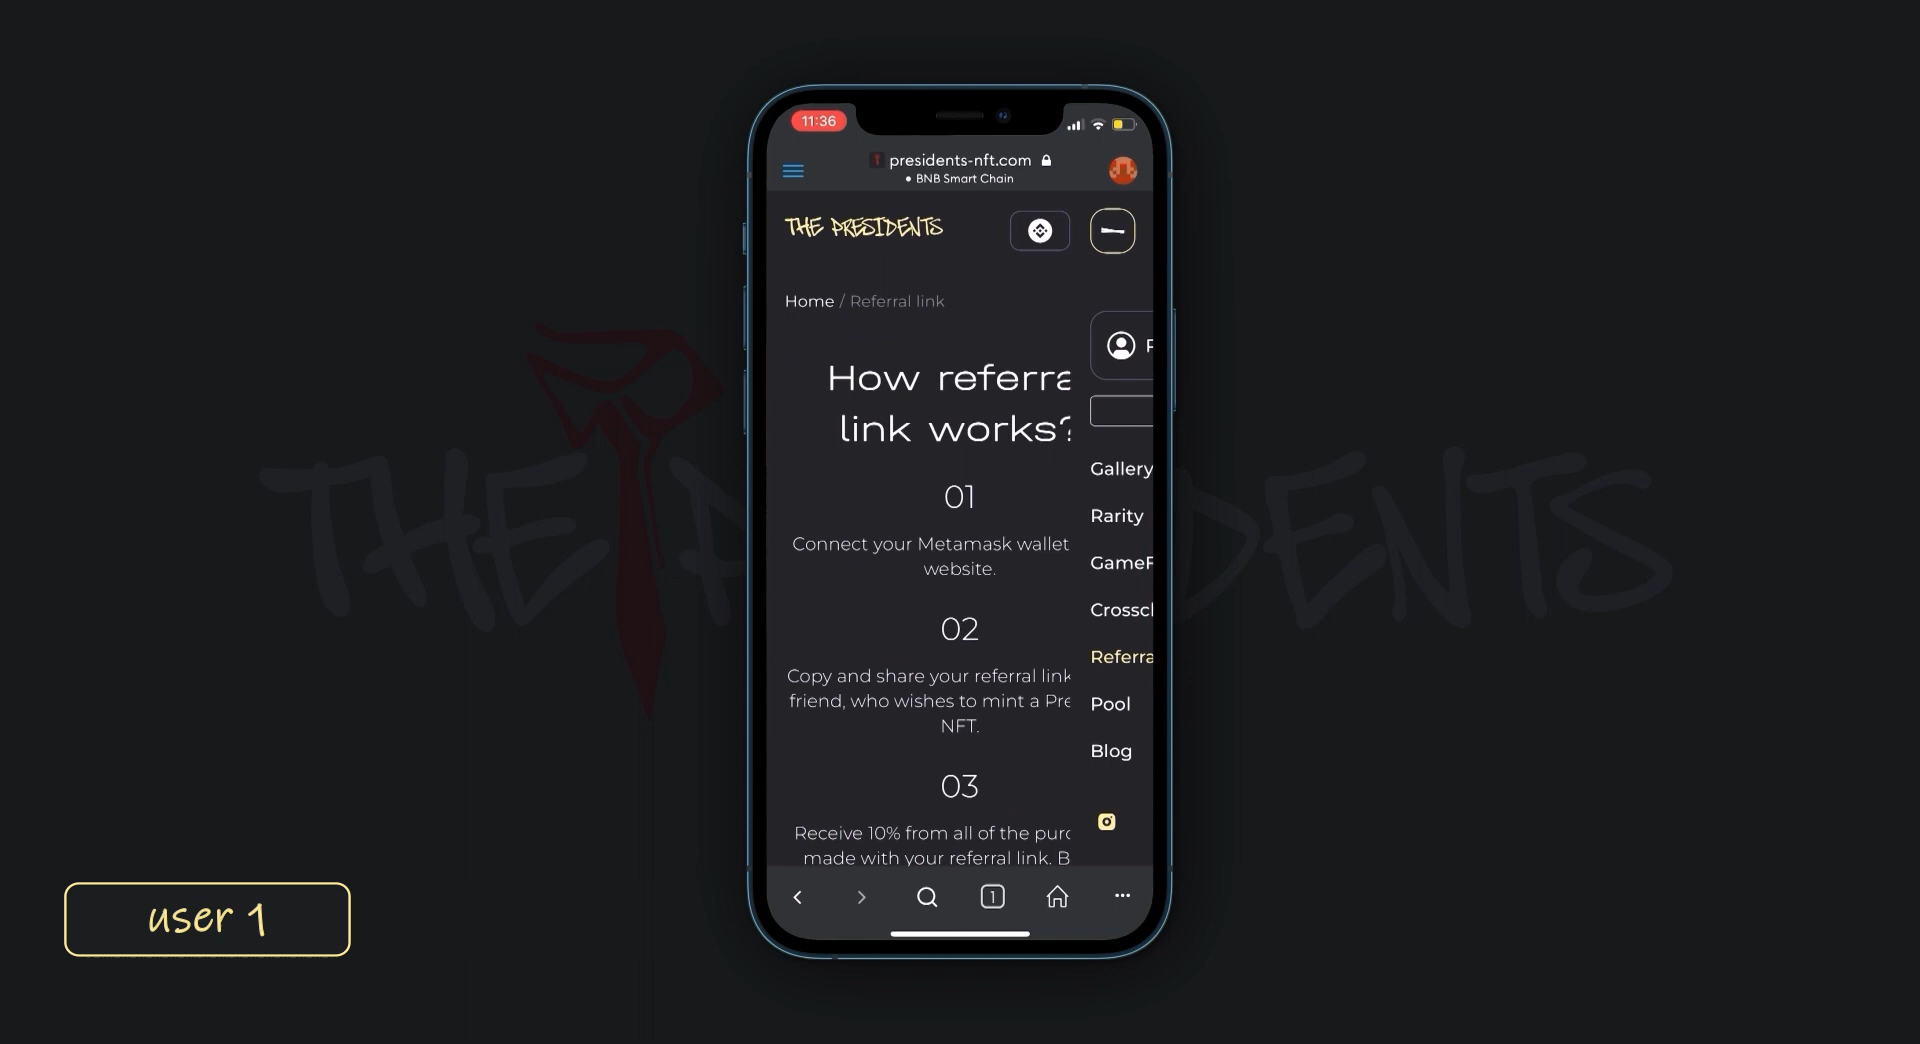 11:36
presidents-nft.com
BNB Smart Chain
THE PRESIDENTS
Home / Referral link
How referra
link works?
01
Connect your Metamask wallet
website.
02
Copy and share your referral link
friend, who wishes to mint a Pre
NFT.
03
Receive 10% from all of the purc
made with your referral link. B
Gallery
Rarity
GameF
Crosscl
Referra
Pool
Blog
1
user 1